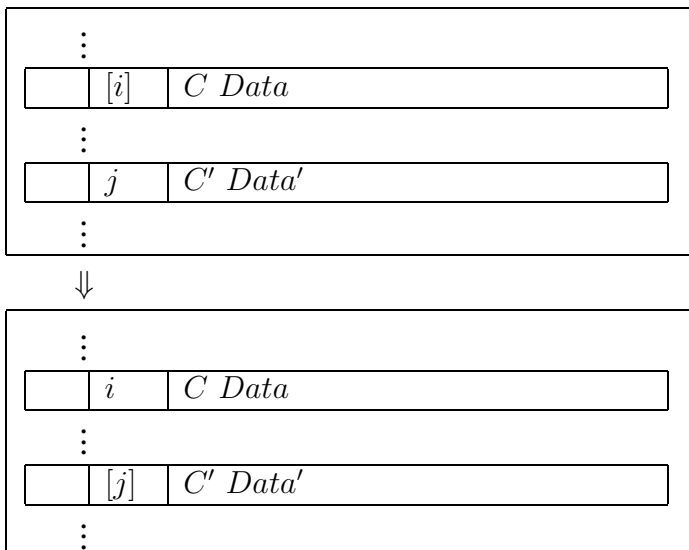 ⋮
[i] C Data
⋮
j C′ Data′
⋮
⇓
⋮
i C Data
⋮
[j] C′ Data′
⋮